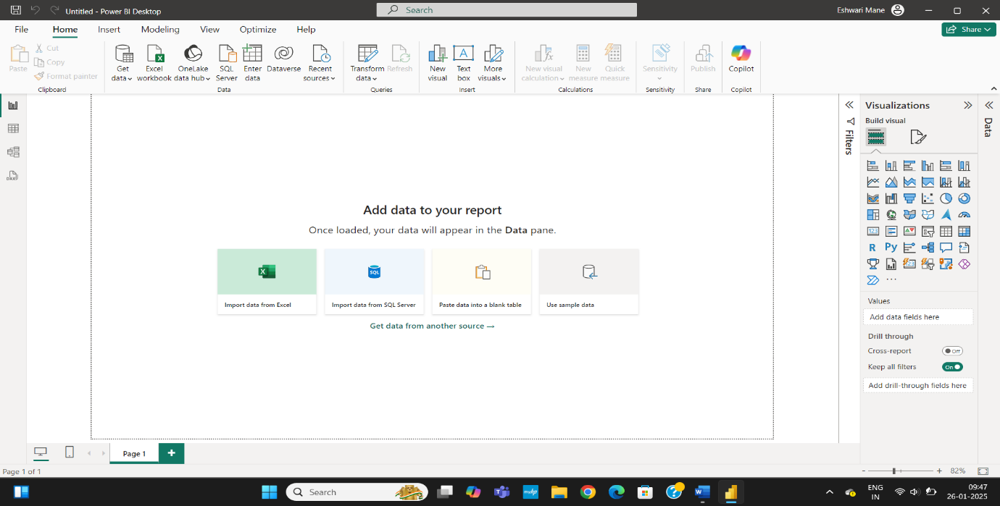 Untitled - Power BI Desktop
Search
Eshwari Mane
File Home Insert Modeling View Optimize Help
Share
Paste
Cut
Copy
Format painter
Clipboard
Get data
Excel workbook
OneLake data hub
SQL Server
Enter data
Dataverse
Recent sources
Data
Transform data
Refresh
Queries
New visual
Text box
More visuals
Insert
New visual calculation
New measure
Quick measure
Calculations
Sensitivity
Sensitivity
Publish
Share
Copilot
Copilot
Filters
Visualizations
Build visual
Data
123
R Py
123
Values
Add data fields here
Drill through
Cross-report Off
Keep all filters On
Add drill-through fields here
DAX
Add data to your report
Once loaded, your data will appear in the Data pane.
SQL
Import data from Excel
Import data from SQL Server
Paste data into a blank table
Use sample data
Get data from another source →
Page 1
+
Page 1 of 1
- + 82%
Search
myhp
ENG
IN
09:47
26-01-2025